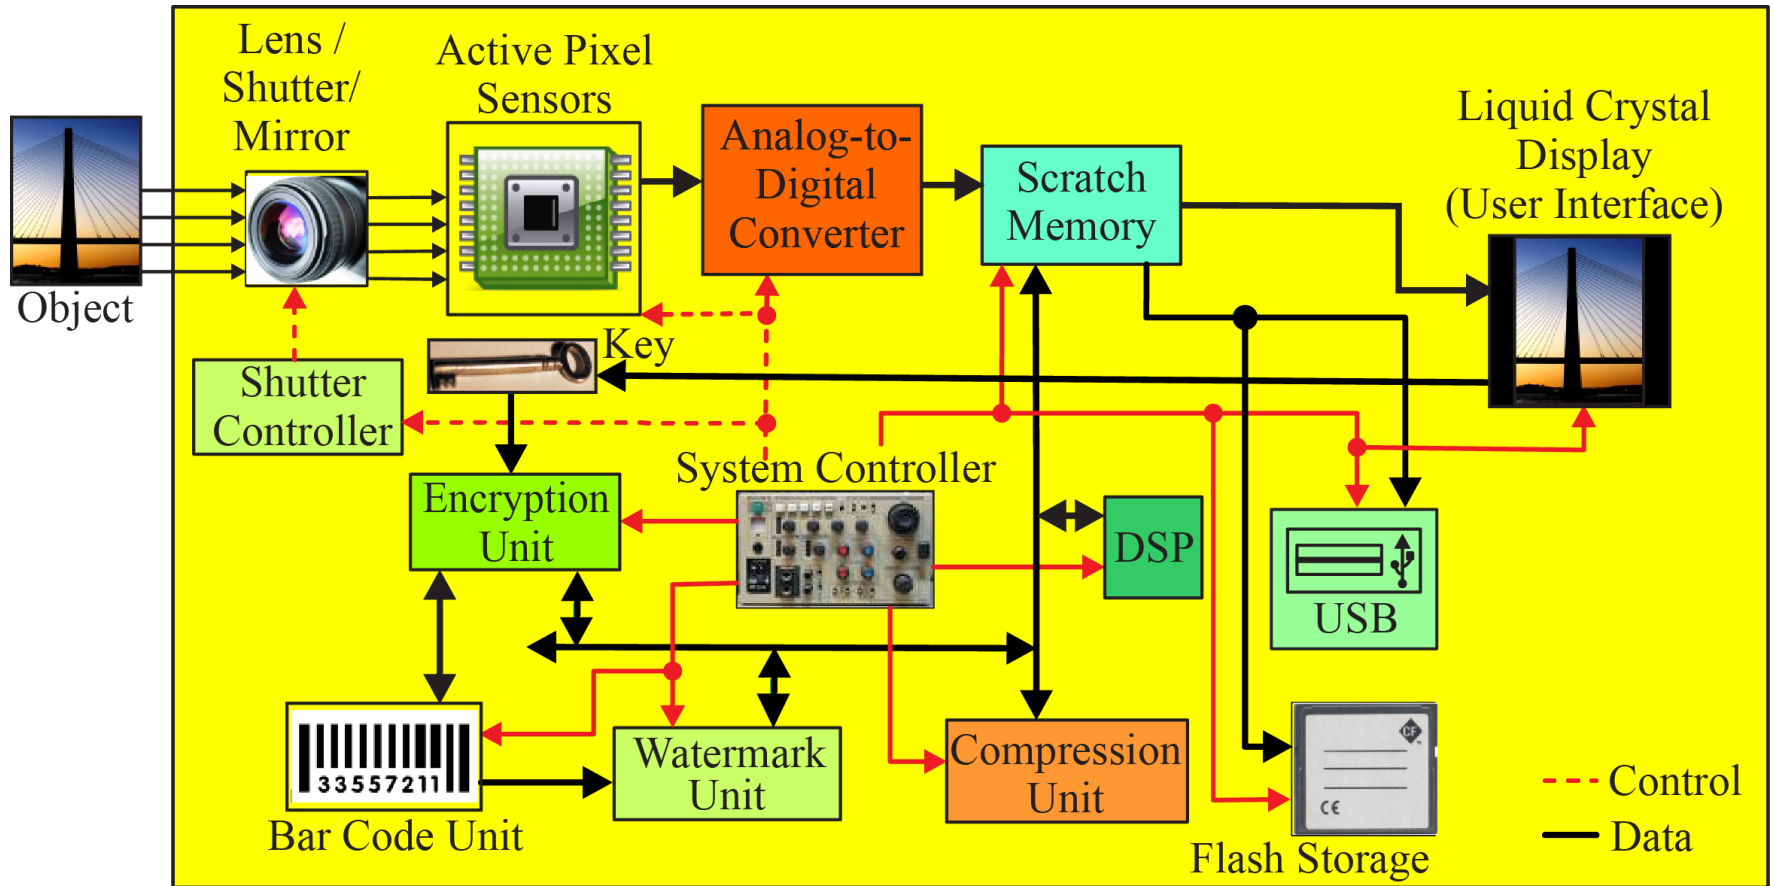 Lens /
Shutter/
Mirror
Active Pixel
Sensors
Analog-to-
Digital
Converter
Scratch
Memory
Liquid Crystal
Display
(User Interface)
Object
Key
Shutter
Controller
System Controller
Encryption
Unit
DSP
USB
33557211
Bar Code Unit
Watermark
Unit
Compression
Unit
CF
CE
Flash Storage
Control
Data